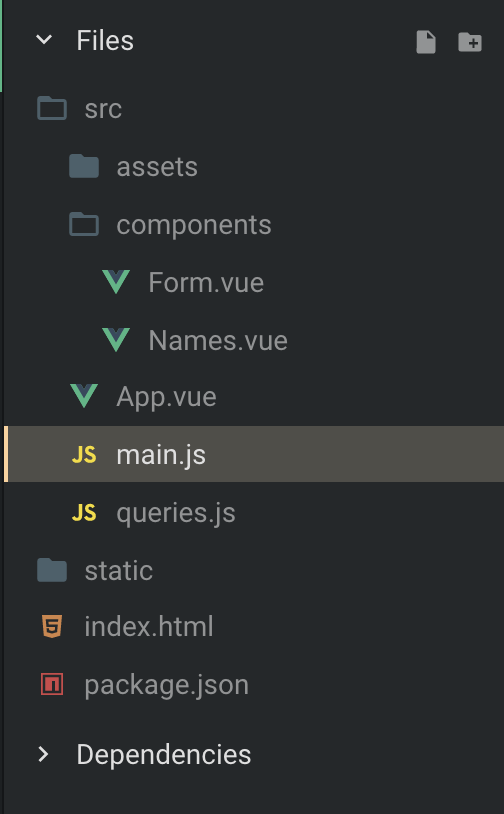 Files
src
assets
components
Form.vue
Names.vue
App.vue
JS main.js
JS queries.js
static
5 index.html
package.json
Dependencies